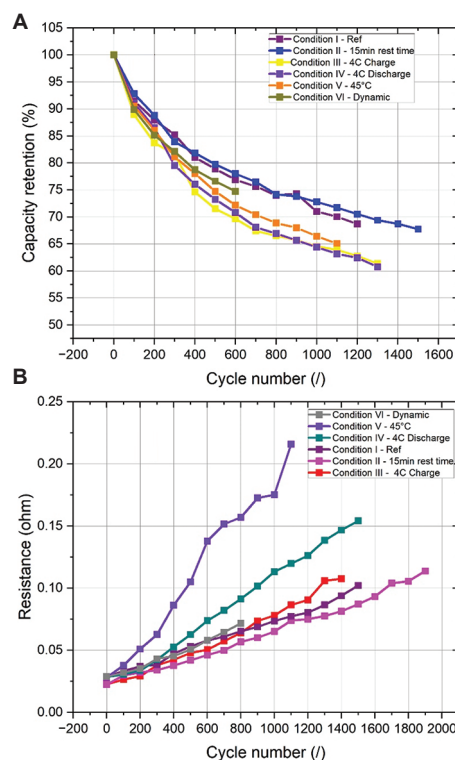 A
Capacity retention (%)
100
95
90
85
80
75
70
65
60
55
50
Condition I - Ref
Condition II - 15min rest time
Condition III - 4C Charge
Condition IV - 4C Discharge
Condition V - 45°C
Condition VI - Dynamic
−200 0 200 400 600 800 1000 1200 1400 1600
Cycle number (/)
B
Resistance (ohm)
0.25
0.20
0.15
0.10
0.05
0.00
Condition VI - Dynamic
Condition V - 45°C
Condition IV - 4C Discharge
Condition I - Ref
Condition II - 15min rest time
Condition III - 4C Charge
−200 0 200 400 600 800 1000 1200 1400 1600 1800 2000
Cycle number (/)